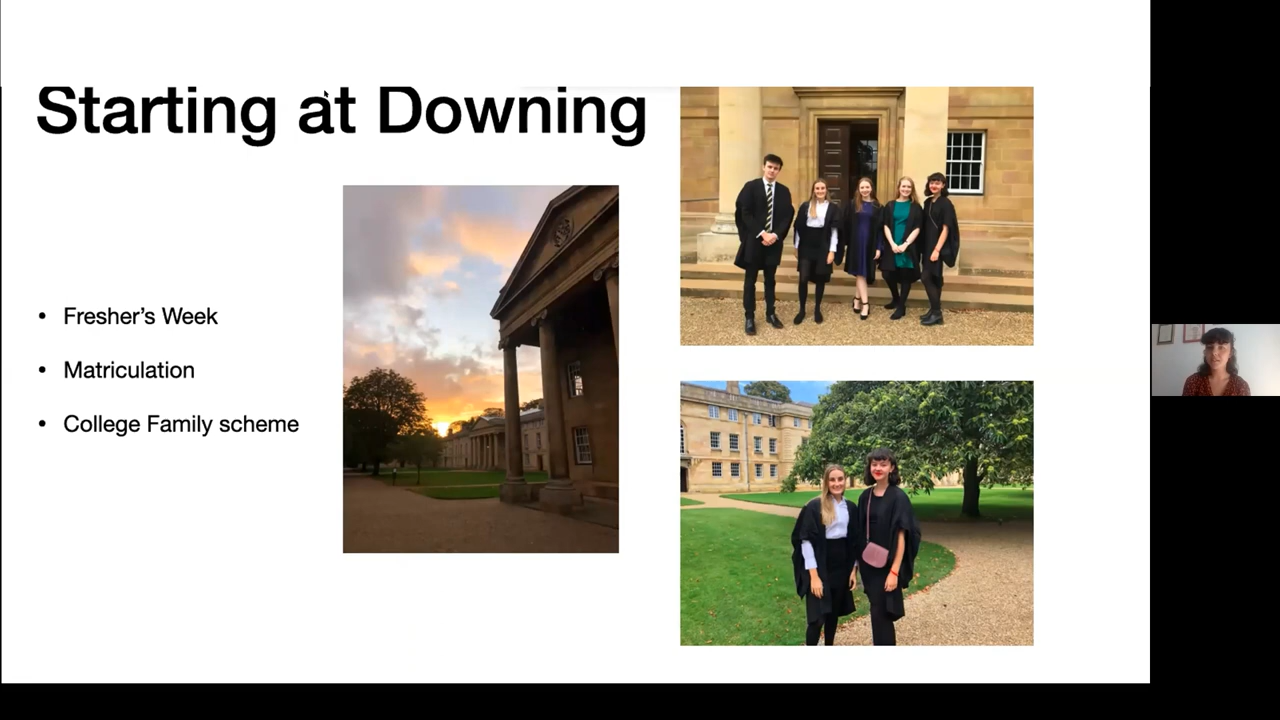 Starting at Downing
• Fresher’s Week
• Matriculation
• College Family scheme